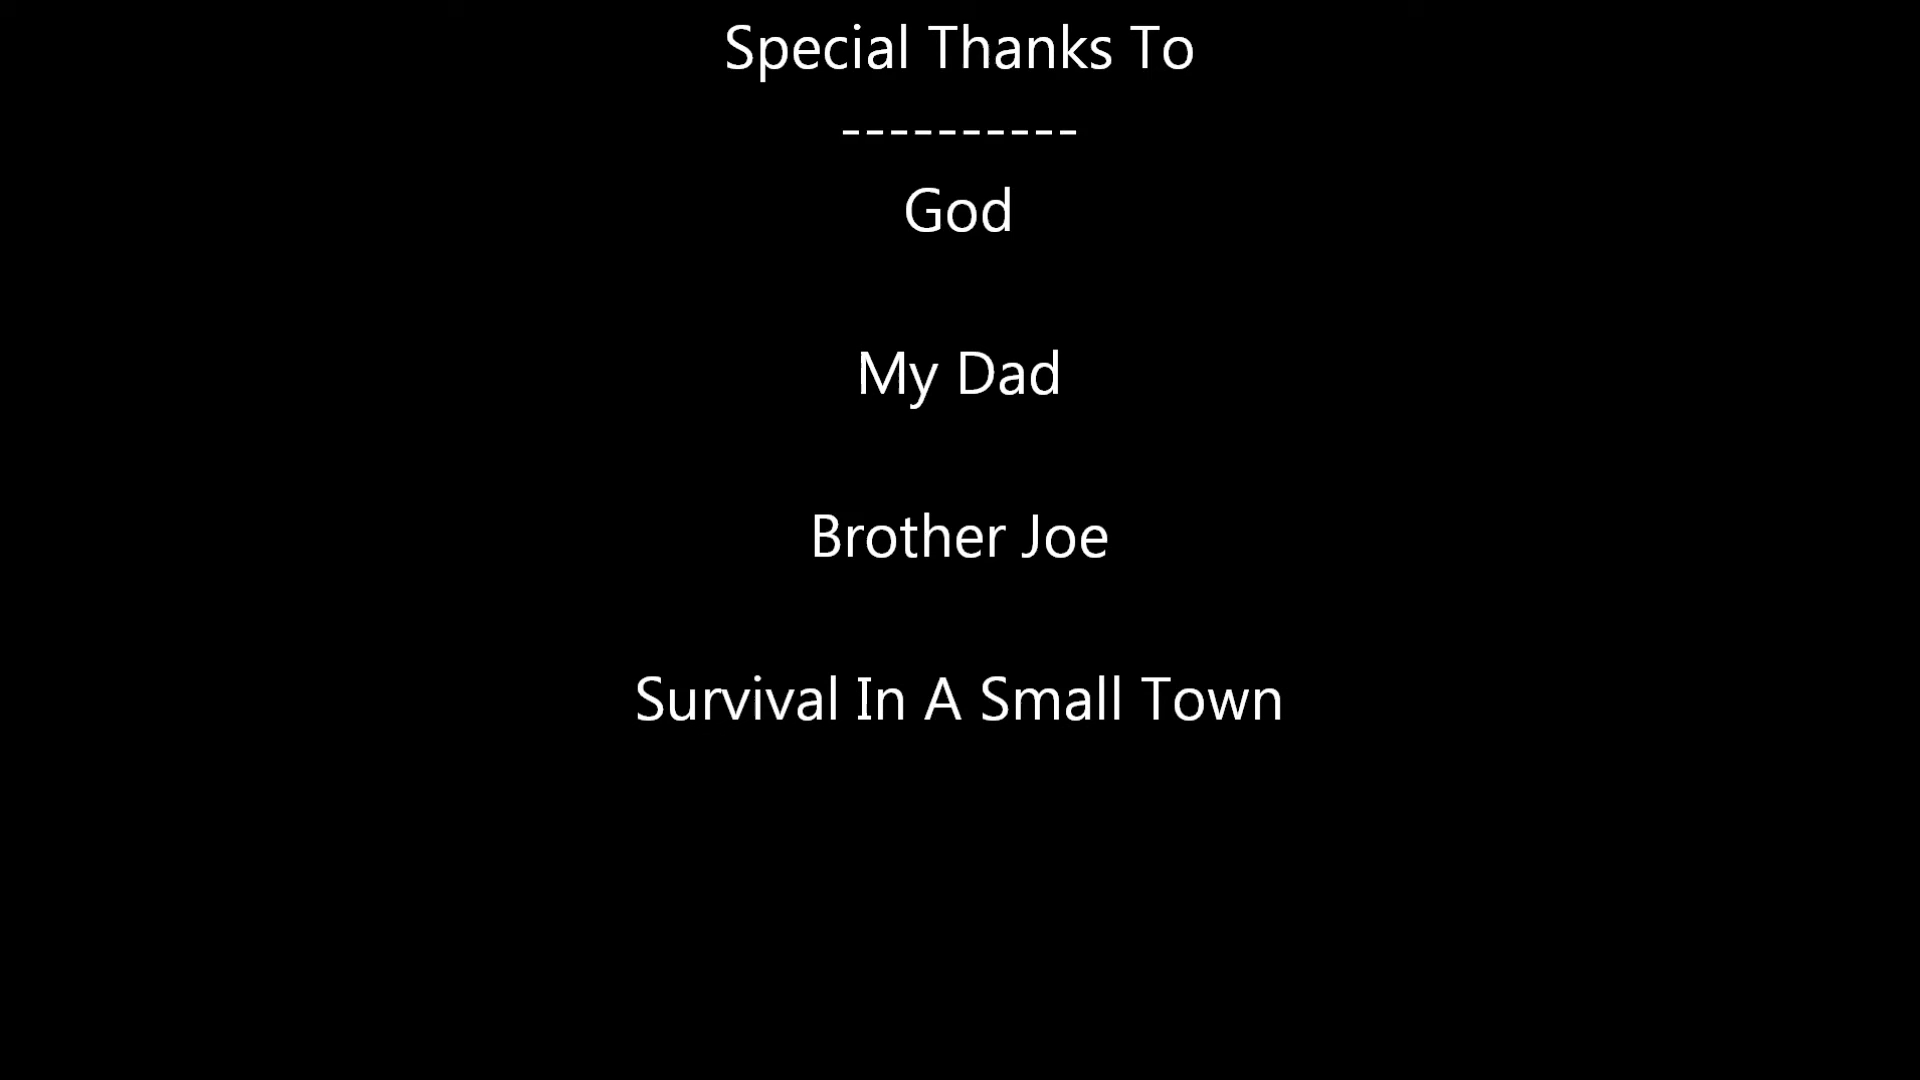 Special Thanks To
----------
God
My Dad
Brother Joe
Survival In A Small Town